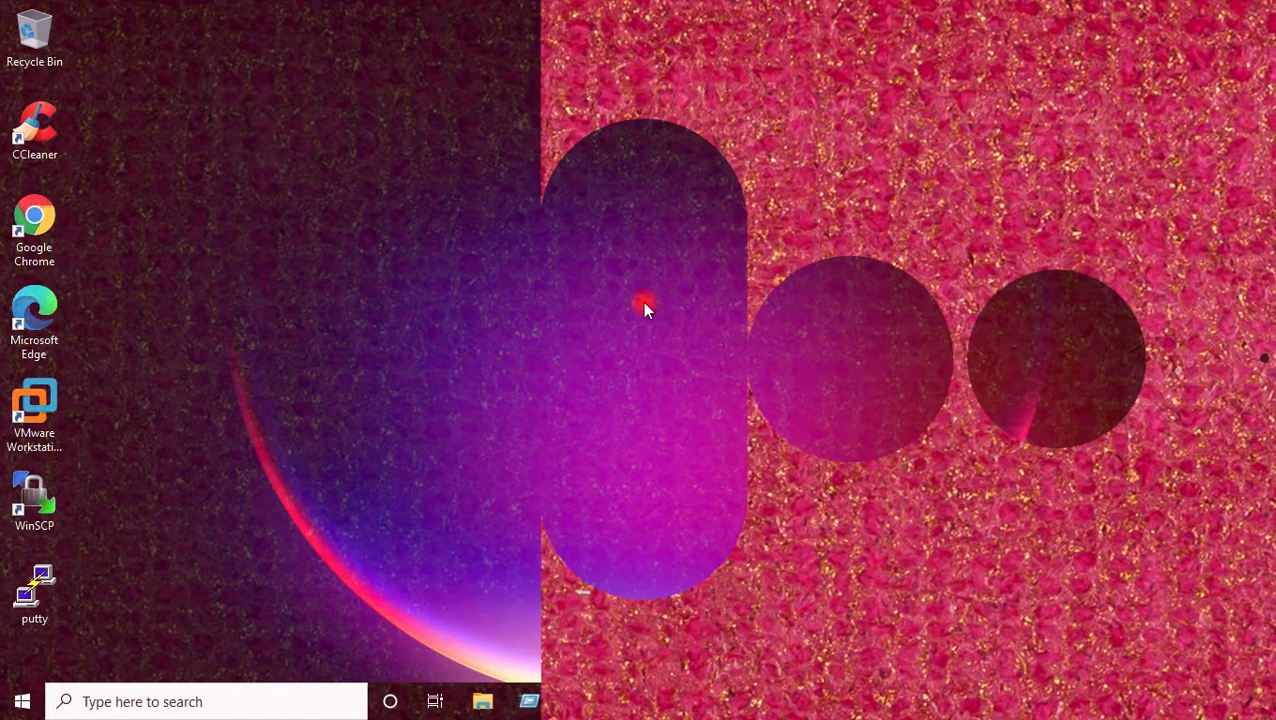 Recycle Bin
CCleaner
Google
Chrome
Microsoft
Edge
VMware
Workstati...
WinSCP
putty
Type here to search